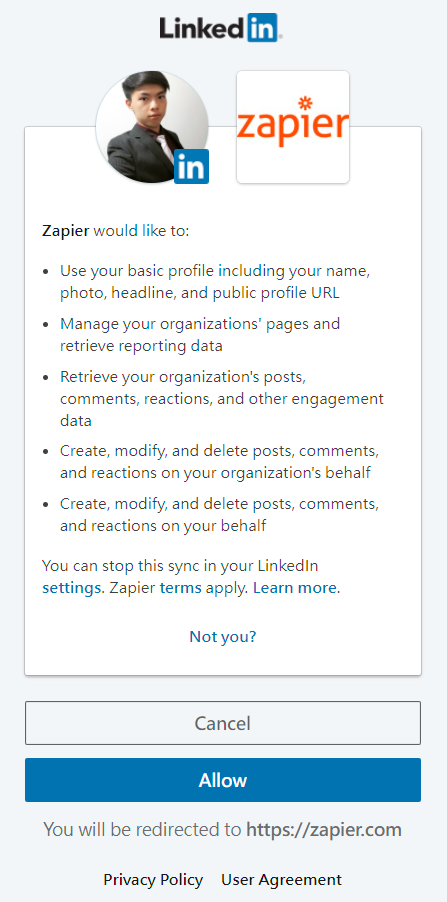 Linked in
in
zapier
Zapier would like to:
• Use your basic profile including your name,
photo, headline, and public profile URL
• Manage your organizations' pages and
retrieve reporting data
• Retrieve your organization's posts,
comments, reactions, and other engagement
data
• Create, modify, and delete posts, comments,
and reactions on your organization's behalf
• Create, modify, and delete posts, comments,
and reactions on your behalf
You can stop this sync in your LinkedIn
settings. Zapier terms apply. Learn more.
Not you?
Cancel
Allow
You will be redirected to https://zapier.com
Privacy Policy User Agreement